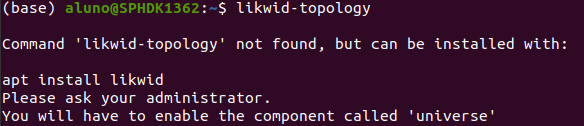 (base) aluno@SPHDK1362:~$ likwid-topology
Command 'likwid-topology' not found, but can be installed with:
apt install likwid
Please ask your administrator.
You will have to enable the component called 'universe'